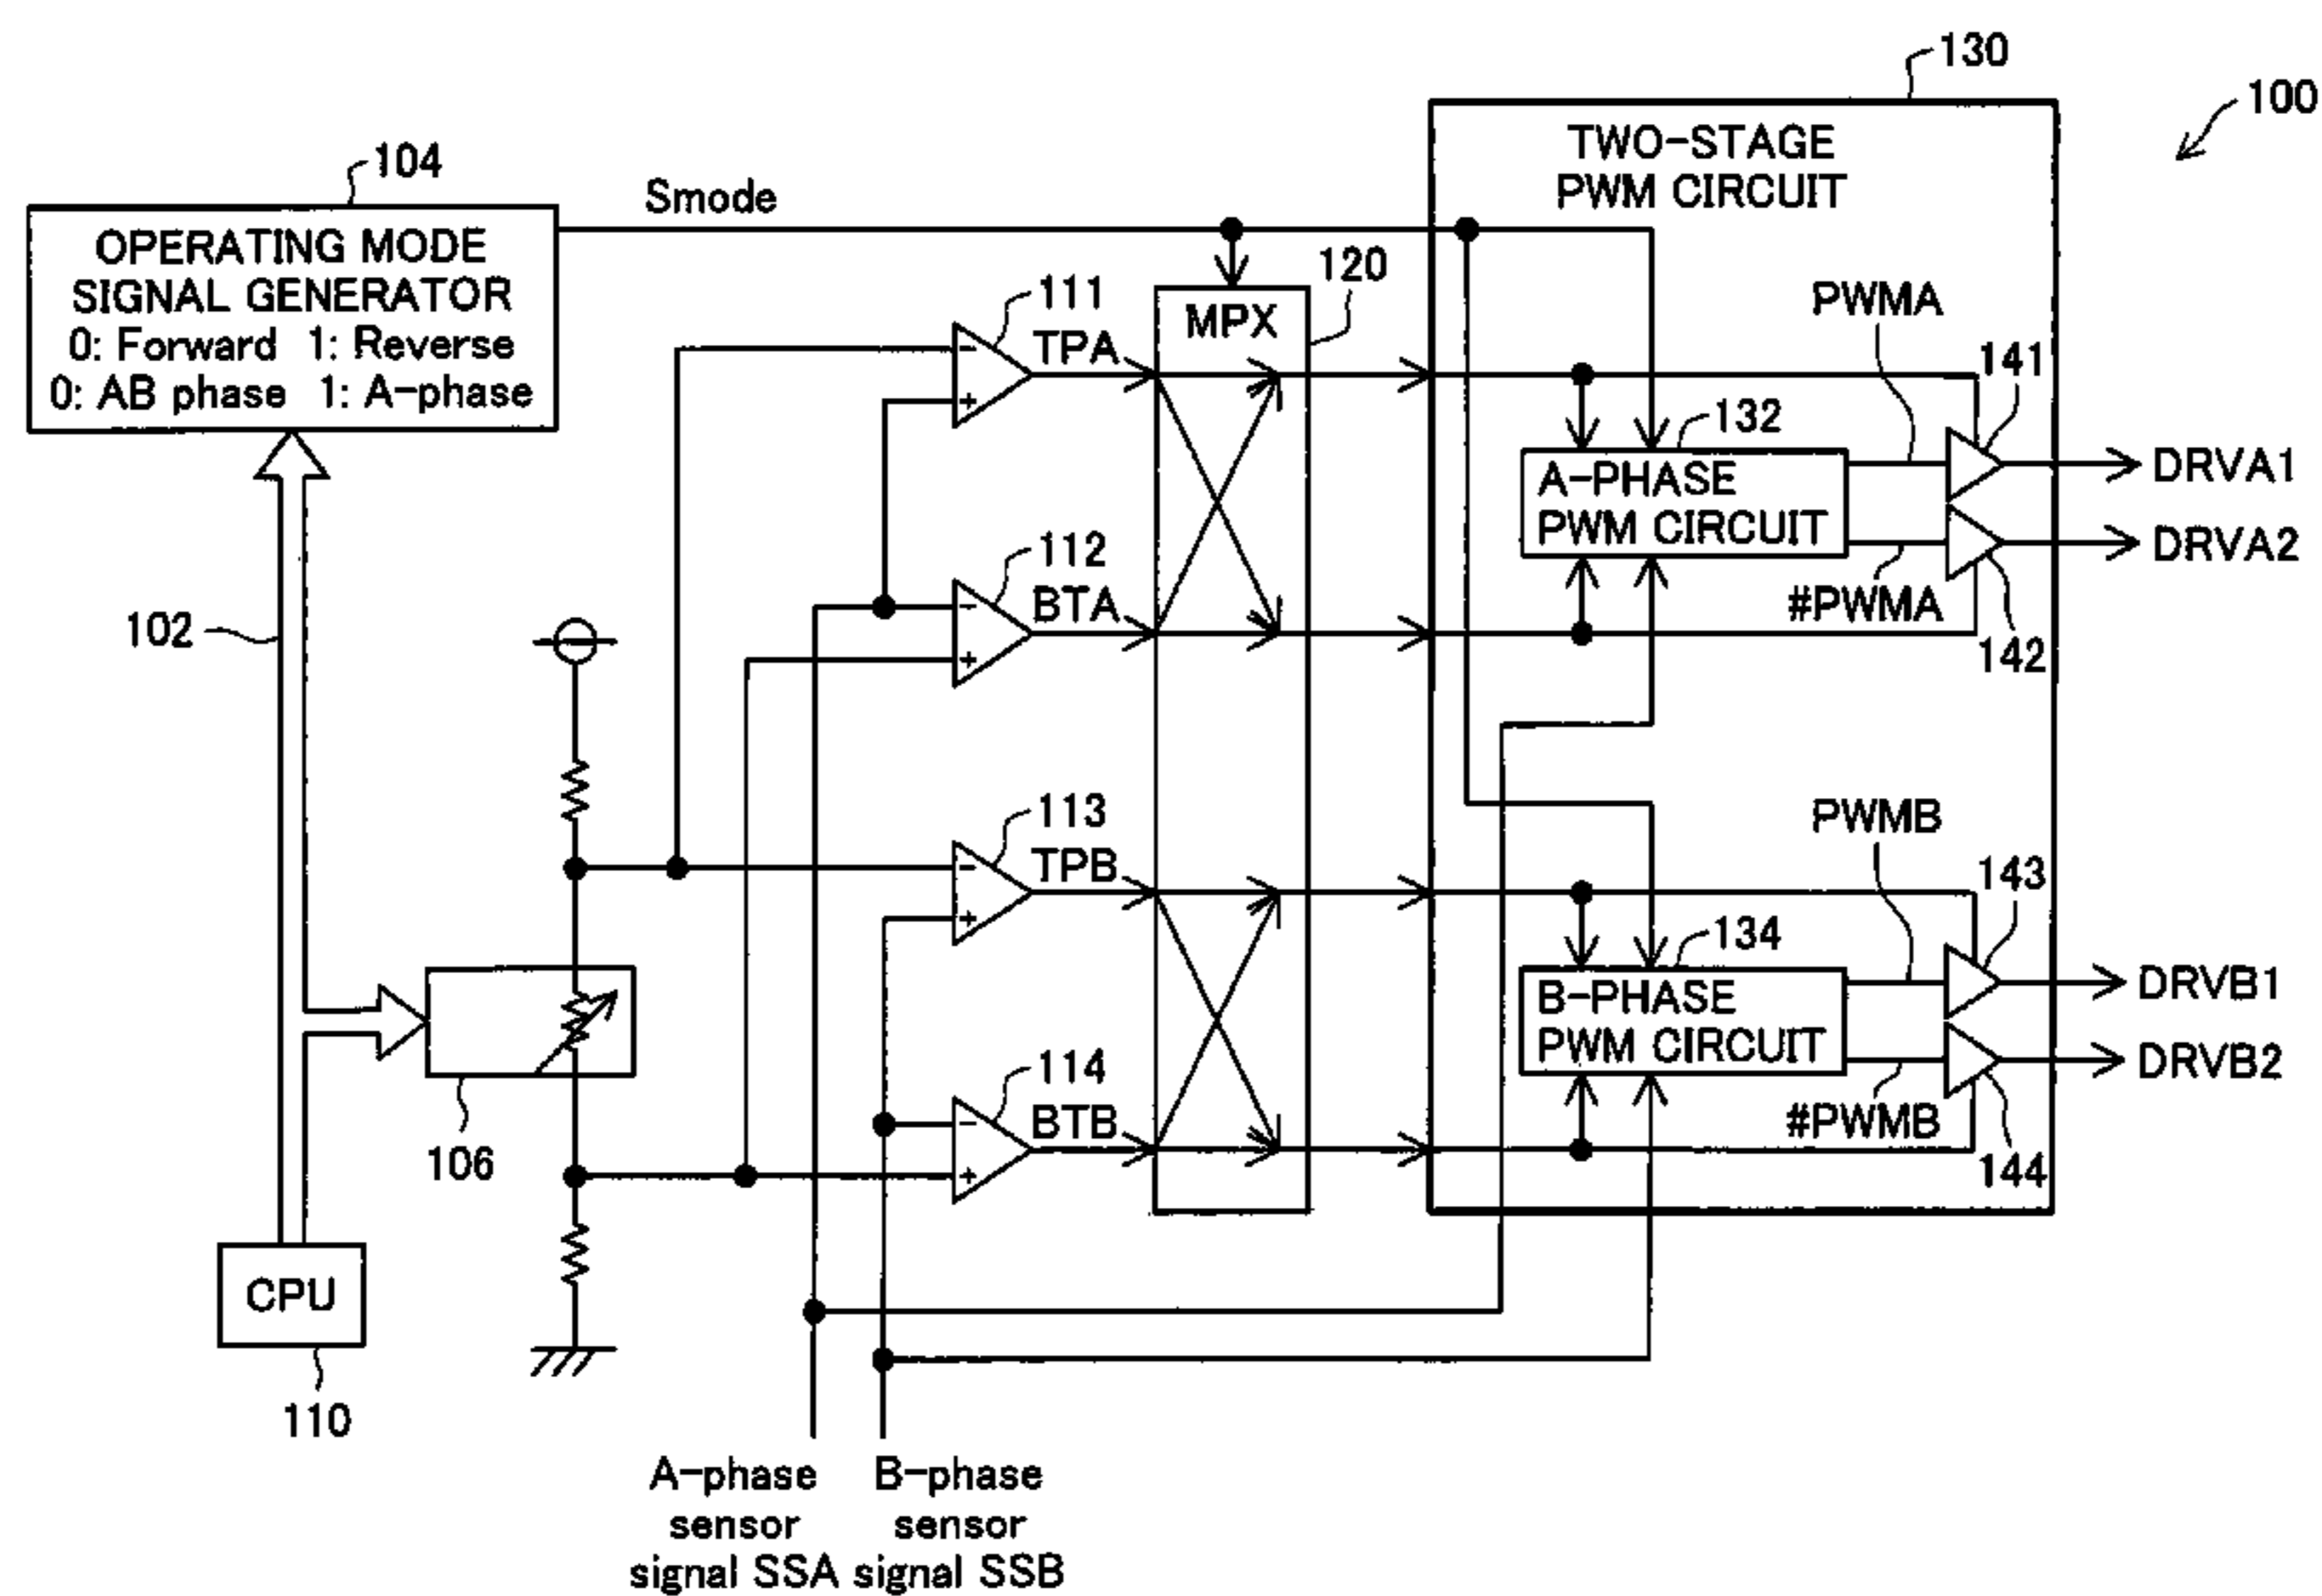 130
100
TWO-STAGE
PWM CIRCUIT
104
Smode
OPERATING MODE
SIGNAL GENERATOR
0: Forward 1: Reverse
0: AB phase 1: A-phase
120
111
TPA
MPX
PWMA
141
132
A-PHASE
PWM CIRCUIT
DRVA1
DRVA2
112
BTA
#PWMA
142
102
113
TPB
PWMB
143
134
B-PHASE
PWM CIRCUIT
DRVB1
DRVB2
114
BTB
#PWMB
144
106
CPU
110
A-phase
sensor
signal SSA
B-phase
sensor
signal SSB
- 
+
-
+
-
+
-
+